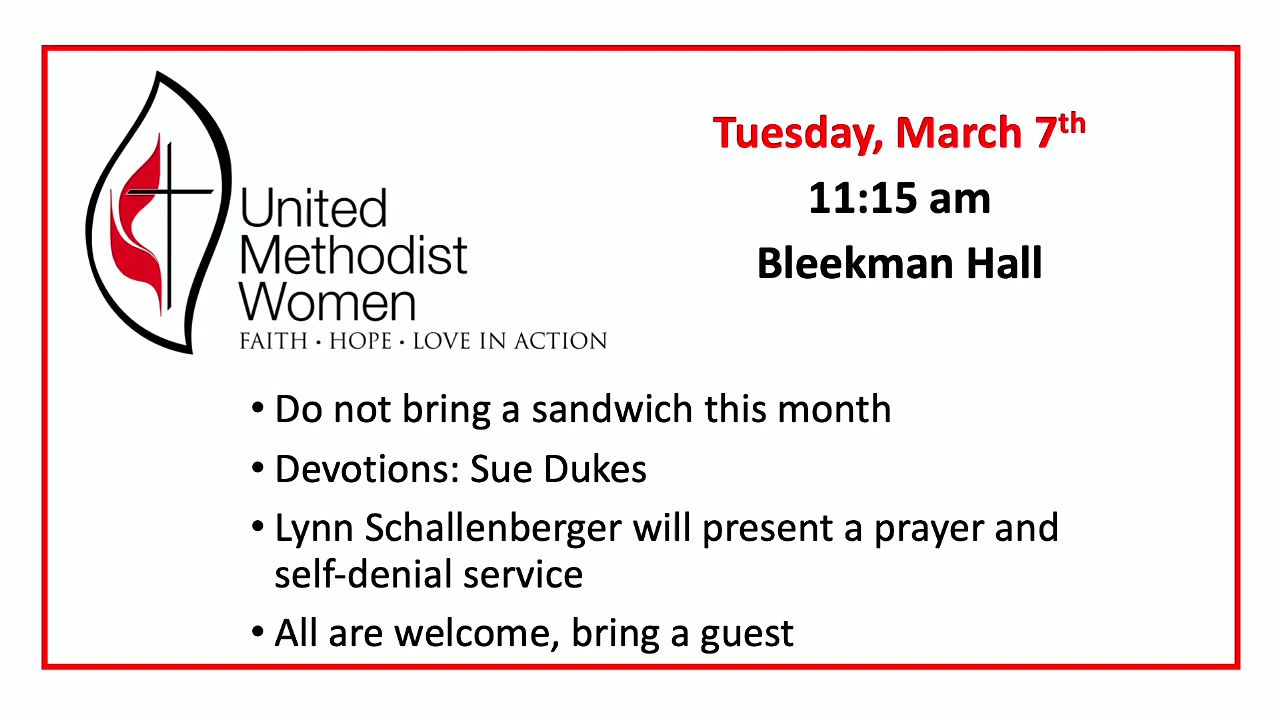 United
Methodist
Women
FAITH • HOPE • LOVE IN ACTION
Tuesday, March 7th
11:15 am
Bleekman Hall
• Do not bring a sandwich this month
• Devotions: Sue Dukes
• Lynn Schallenberger will present a prayer and
self-denial service
• All are welcome, bring a guest